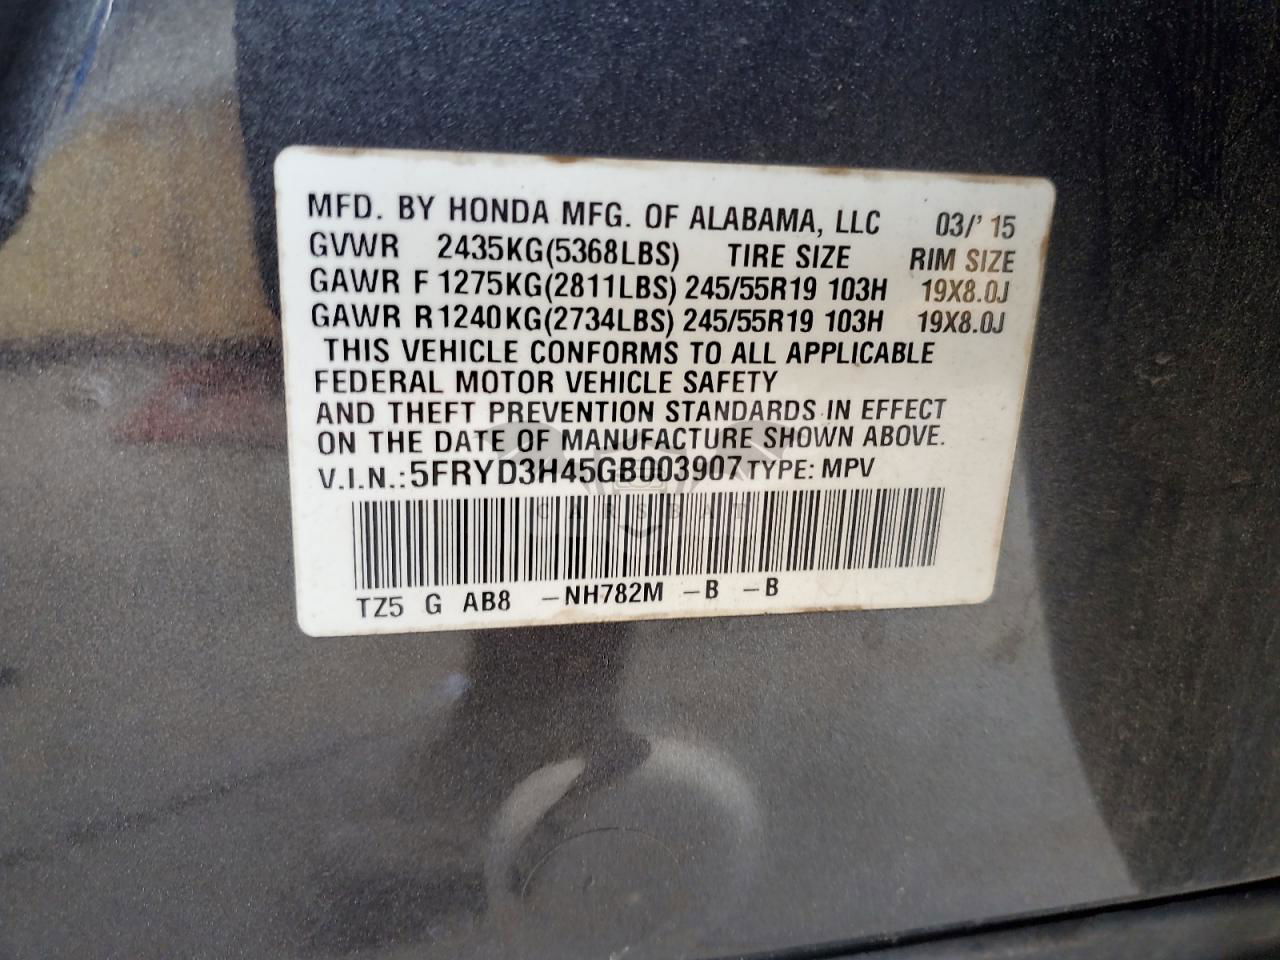 MFD. BY HONDA MFG. OF ALABAMA, LLC 03/' 15
GVWR 2435KG(5368LBS) TIRE SIZE RIM SIZE
GAWR F 1275KG(2811LBS) 245/55R19 103H 19X8.0J
GAWR R1240KG(2734LBS) 245/55R19 103H 19X8.0J
THIS VEHICLE CONFORMS TO ALL APPLICABLE
FEDERAL MOTOR VEHICLE SAFETY
AND THEFT PREVENTION STANDARDS IN EFFECT
ON THE DATE OF MANUFACTURE SHOWN ABOVE.
V.I.N.:5FRYD3H45GB003907 TYPE: MPV
CARSBAT
TZ5 G AB8 -NH782M -B -B